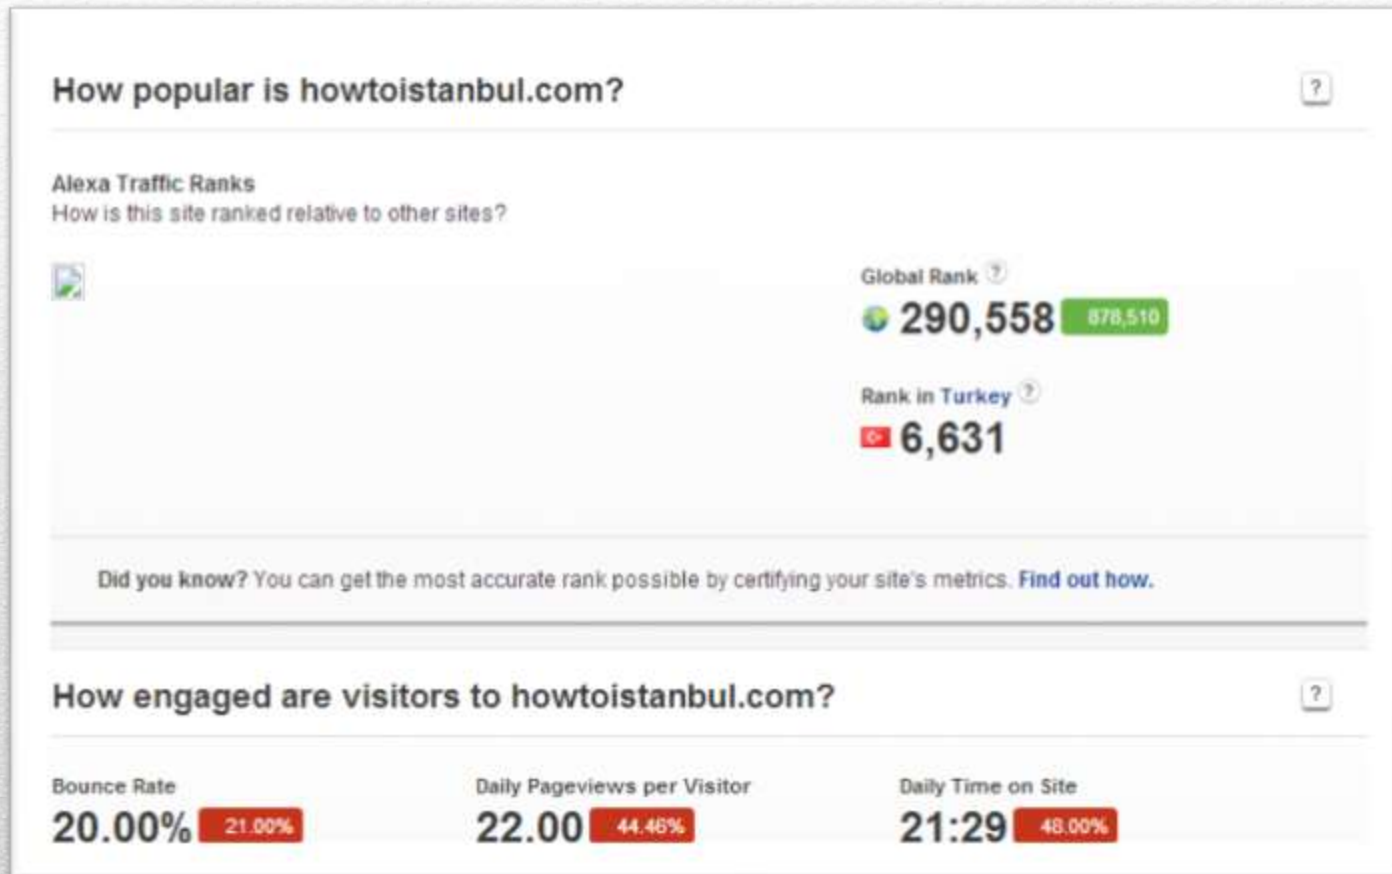 How popular is howtoistanbul.com?
?
Alexa Traffic Ranks
How is this site ranked relative to other sites?
Global Rank ?
290,558 878,510
Rank in Turkey ?
6,631
Did you know? You can get the most accurate rank possible by certifying your site's metrics. Find out how.
How engaged are visitors to howtoistanbul.com?
?
Bounce Rate
20.00% 21.00%
Daily Pageviews per Visitor
22.00 44.46%
Daily Time on Site
21:29 48.00%